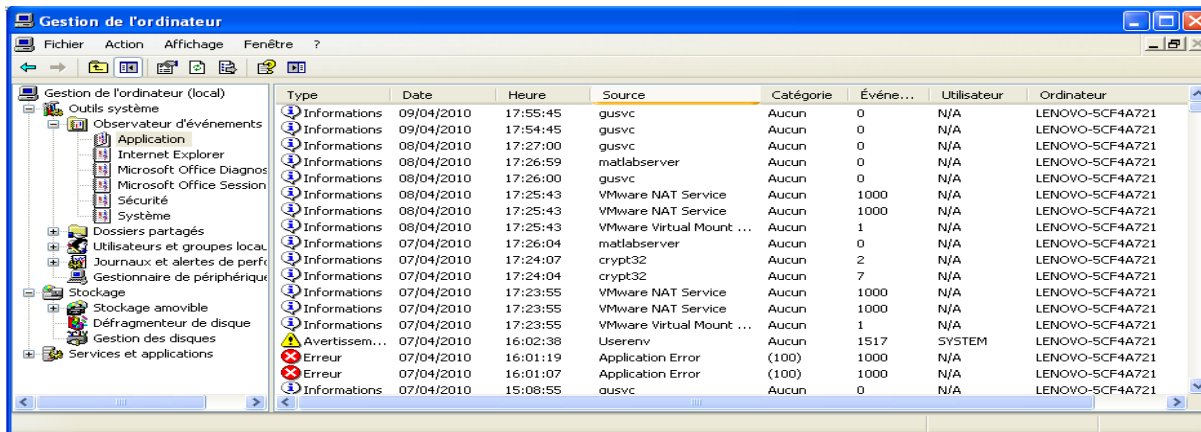 Gestion de l'ordinateur
Fichier Action Affichage Fenêtre ?
Gestion de l'ordinateur (local)
Outils système
Observateur d'événements
Application
Internet Explorer
Microsoft Office Diagnos
Microsoft Office Session
Sécurité
Système
Dossiers partagés
Utilisateurs et groupes locau
Journaux et alertes de perfo
Gestionnaire de périphérique
Stockage
Stockage amovible
Défragmenteur de disque
Gestion des disques
Services et applications
Type Date Heure Source Catégorie Événe... Utilisateur Ordinateur
Informations 09/04/2010 17:55:45 gusvc Aucun 0 N/A LENOVO-5CF4A721
Informations 09/04/2010 17:54:45 gusvc Aucun 0 N/A LENOVO-5CF4A721
Informations 08/04/2010 17:27:00 gusvc Aucun 0 N/A LENOVO-5CF4A721
Informations 08/04/2010 17:26:59 matlabserver Aucun 0 N/A LENOVO-5CF4A721
Informations 08/04/2010 17:26:00 gusvc Aucun 0 N/A LENOVO-5CF4A721
Informations 08/04/2010 17:25:43 VMware NAT Service Aucun 1000 N/A LENOVO-5CF4A721
Informations 08/04/2010 17:25:43 VMware NAT Service Aucun 1000 N/A LENOVO-5CF4A721
Informations 08/04/2010 17:25:43 VMware Virtual Mount ... Aucun 1 N/A LENOVO-5CF4A721
Informations 07/04/2010 17:26:04 matlabserver Aucun 0 N/A LENOVO-5CF4A721
Informations 07/04/2010 17:24:07 crypt32 Aucun 2 N/A LENOVO-5CF4A721
Informations 07/04/2010 17:24:04 crypt32 Aucun 7 N/A LENOVO-5CF4A721
Informations 07/04/2010 17:23:55 VMware NAT Service Aucun 1000 N/A LENOVO-5CF4A721
Informations 07/04/2010 17:23:55 VMware NAT Service Aucun 1000 N/A LENOVO-5CF4A721
Informations 07/04/2010 17:23:55 VMware Virtual Mount ... Aucun 1 N/A LENOVO-5CF4A721
Avertissem... 07/04/2010 16:02:38 Userenv Aucun 1517 SYSTEM LENOVO-5CF4A721
Erreur 07/04/2010 16:01:19 Application Error (100) 1000 N/A LENOVO-5CF4A721
Erreur 07/04/2010 16:01:07 Application Error (100) 1000 N/A LENOVO-5CF4A721
Informations 07/04/2010 15:08:55 gusvc Aucun 0 N/A LENOVO-5CF4A721